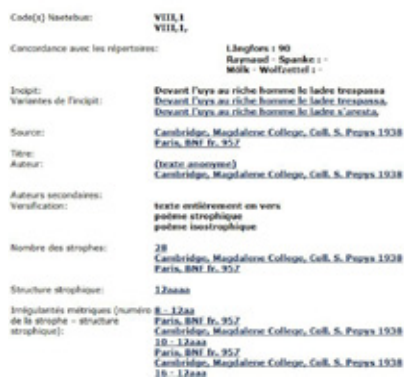 Code(s) Naetebus: VIII,1
VIII,1,
Concordance avec les répertoires: Långfors : 90
Raynaud - Spanke : -
Mölk - Wolfzettel : -
Incipit: Devant l'uys au riche homme le ladre trespassa
Variantes de l'incipit: Devant l'uys au riche homme le ladre trespassa,
Devant l'uys au riche homme le ladre s'aresta,
Source: Cambridge, Magdalene College, Coll. S. Pepys 1938
Paris, BNF fr. 957
Titre:
Auteur: (texte anonyme)
Cambridge, Magdalene College, Coll. S. Pepys 1938
Auteurs secondaires:
Versification: texte entièrement en vers
poème strophique
poème isostrophique
Nombre des strophes: 28
Cambridge, Magdalene College, Coll. S. Pepys 1938
Paris, BNF fr. 957
Structure strophique: 12aaaa
Irrégularités métriques (numéro 8 - 12aa
de la strophe – structure Paris, BNF fr. 957
strophique): Cambridge, Magdalene College, Coll. S. Pepys 1938
10 - 12aaa
Paris, BNF fr. 957
Cambridge, Magdalene College, Coll. S. Pepys 1938
16 - 12aaa